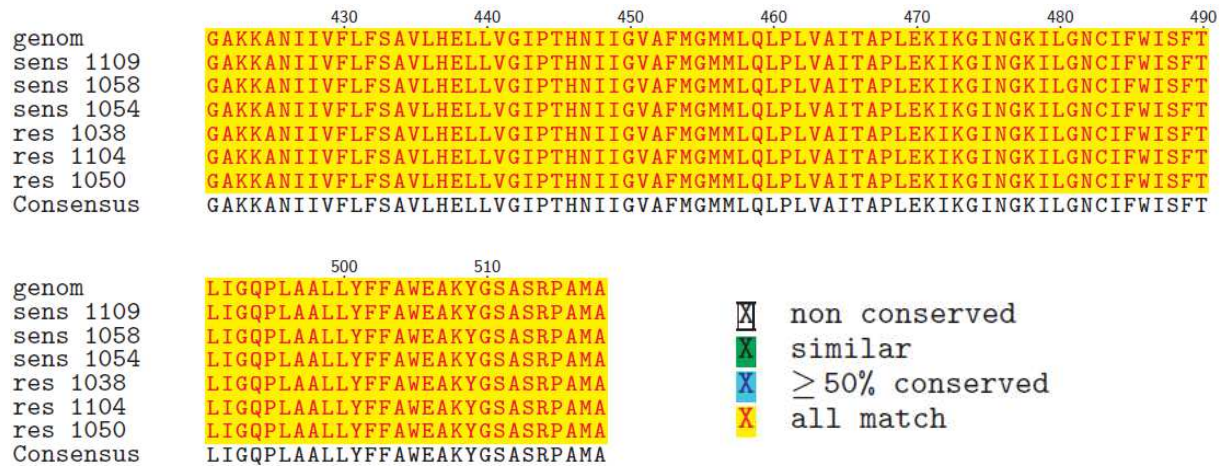 430 440 450 460 470 480 490
genom GAKKANIIVFLFSAVLHELLVGIPTHNIIGVAFMGMMLQLPLVAITAPLEKIKGINGKILGNCIFWISFT
sens 1109 GAKKANIIVFLFSAVLHELLVGIPTHNIIGVAFMGMMLQLPLVAITAPLEKIKGINGKILGNCIFWISFT
sens 1058 GAKKANIIVFLFSAVLHELLVGIPTHNIIGVAFMGMMLQLPLVAITAPLEKIKGINGKILGNCIFWISFT
sens 1054 GAKKANIIVFLFSAVLHELLVGIPTHNIIGVAFMGMMLQLPLVAITAPLEKIKGINGKILGNCIFWISFT
res 1038 GAKKANIIVFLFSAVLHELLVGIPTHNIIGVAFMGMMLQLPLVAITAPLEKIKGINGKILGNCIFWISFT
res 1104 GAKKANIIVFLFSAVLHELLVGIPTHNIIGVAFMGMMLQLPLVAITAPLEKIKGINGKILGNCIFWISFT
res 1050 GAKKANIIVFLFSAVLHELLVGIPTHNIIGVAFMGMMLQLPLVAITAPLEKIKGINGKILGNCIFWISFT
Consensus GAKKANIIVFLFSAVLHELLVGIPTHNIIGVAFMGMMLQLPLVAITAPLEKIKGINGKILGNCIFWISFT
500 510
genom LIGQPLAALLYFFAWEAKYGSASRPAMA
sens 1109 LIGQPLAALLYFFAWEAKYGSASRPAMA
sens 1058 LIGQPLAALLYFFAWEAKYGSASRPAMA
sens 1054 LIGQPLAALLYFFAWEAKYGSASRPAMA
res 1038 LIGQPLAALLYFFAWEAKYGSASRPAMA
res 1104 LIGQPLAALLYFFAWEAKYGSASRPAMA
res 1050 LIGQPLAALLYFFAWEAKYGSASRPAMA
Consensus LIGQPLAALLYFFAWEAKYGSASRPAMA
X non conserved
X similar
X ≥50% conserved
X all match